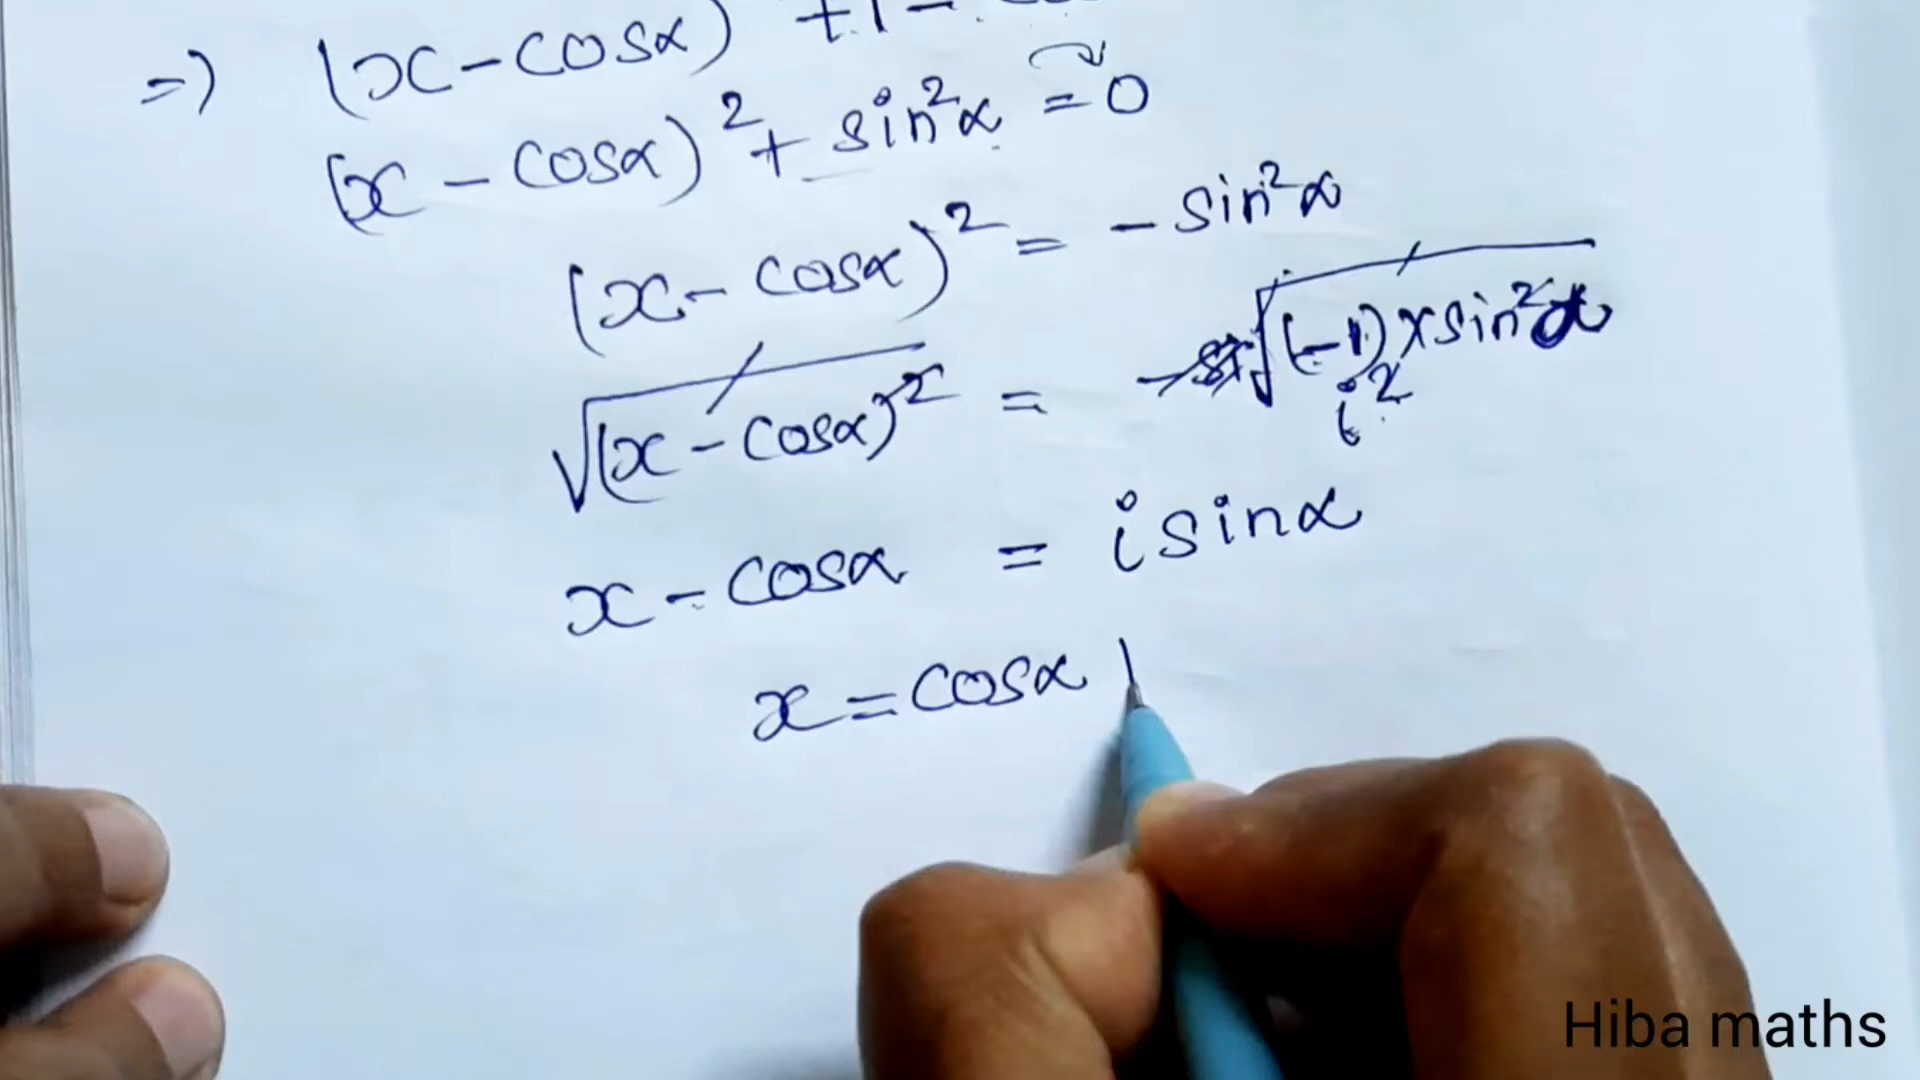 =) (x-cosα) +1-
(x - cosα)² + sin²α = 0
(x - cosα)² = - sin²α
√(x - cosα)² = √(-1)×sin²α
i²
x - cosα = i sinα
x = cosα
Hiba maths